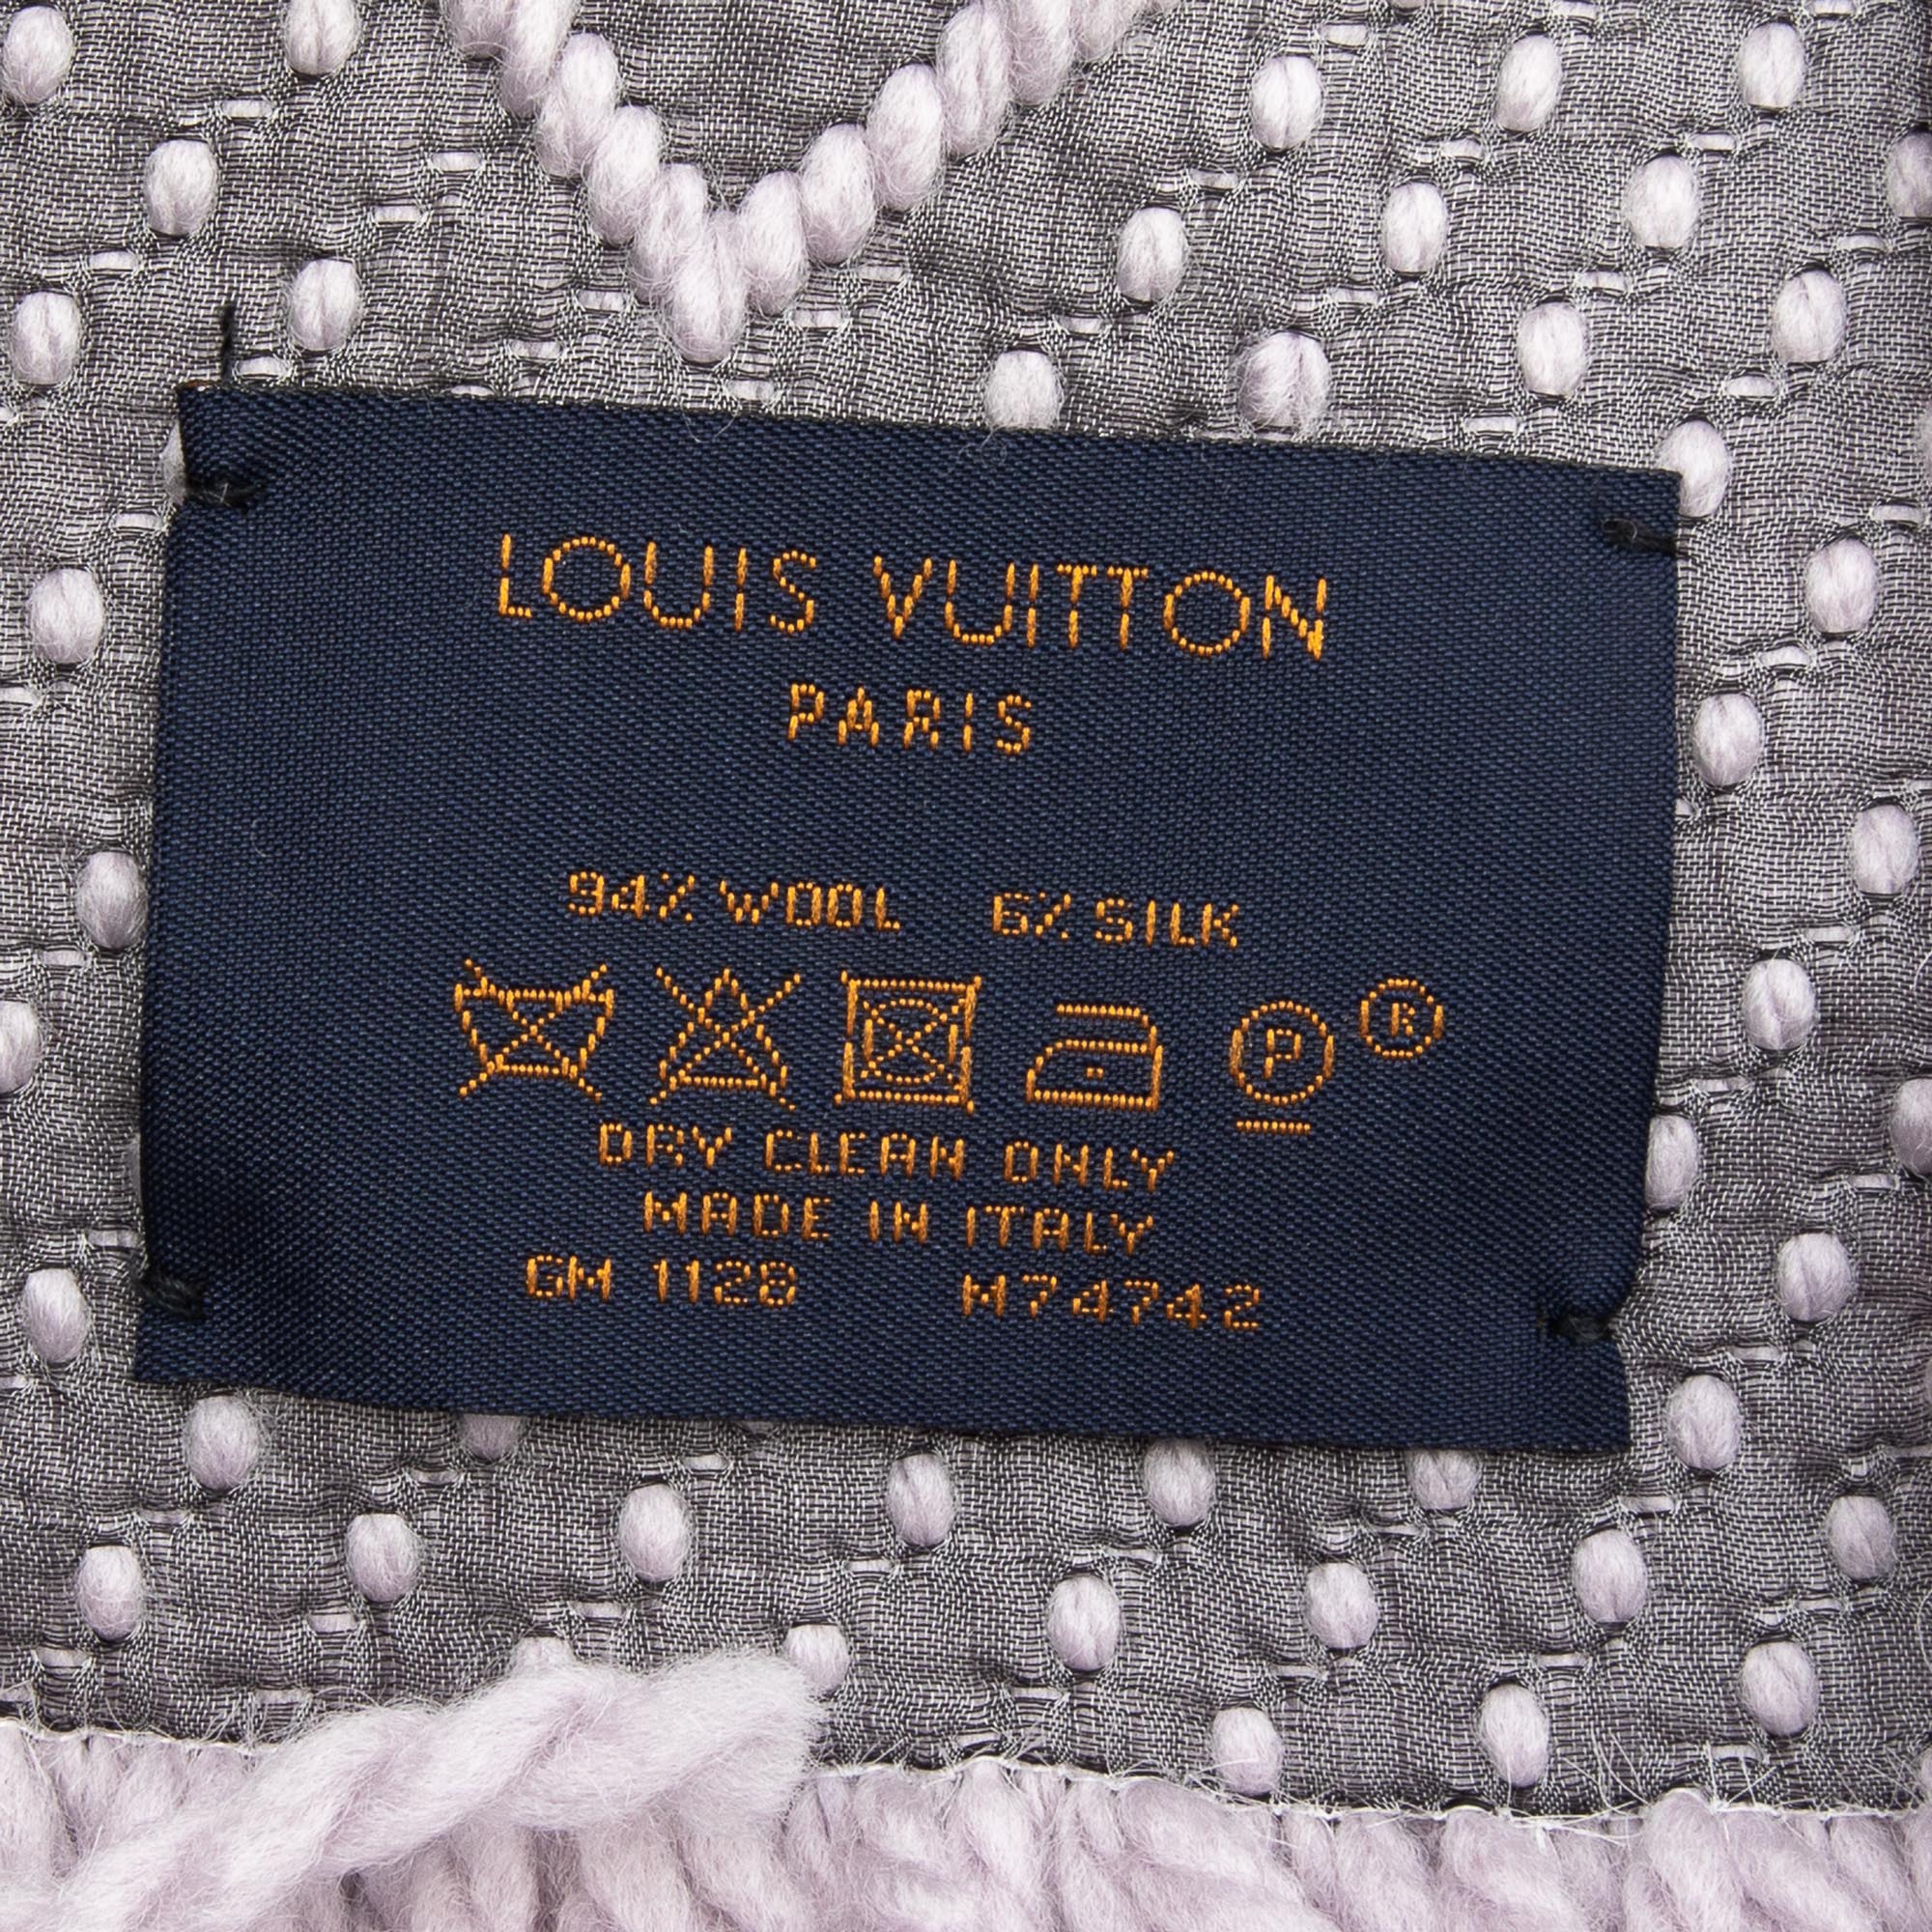 LOUIS VUITTON
PARIS
94% WOOL 6% SILK
P ®
DRY CLEAN ONLY
MADE IN ITALY
GM 1128 M74742